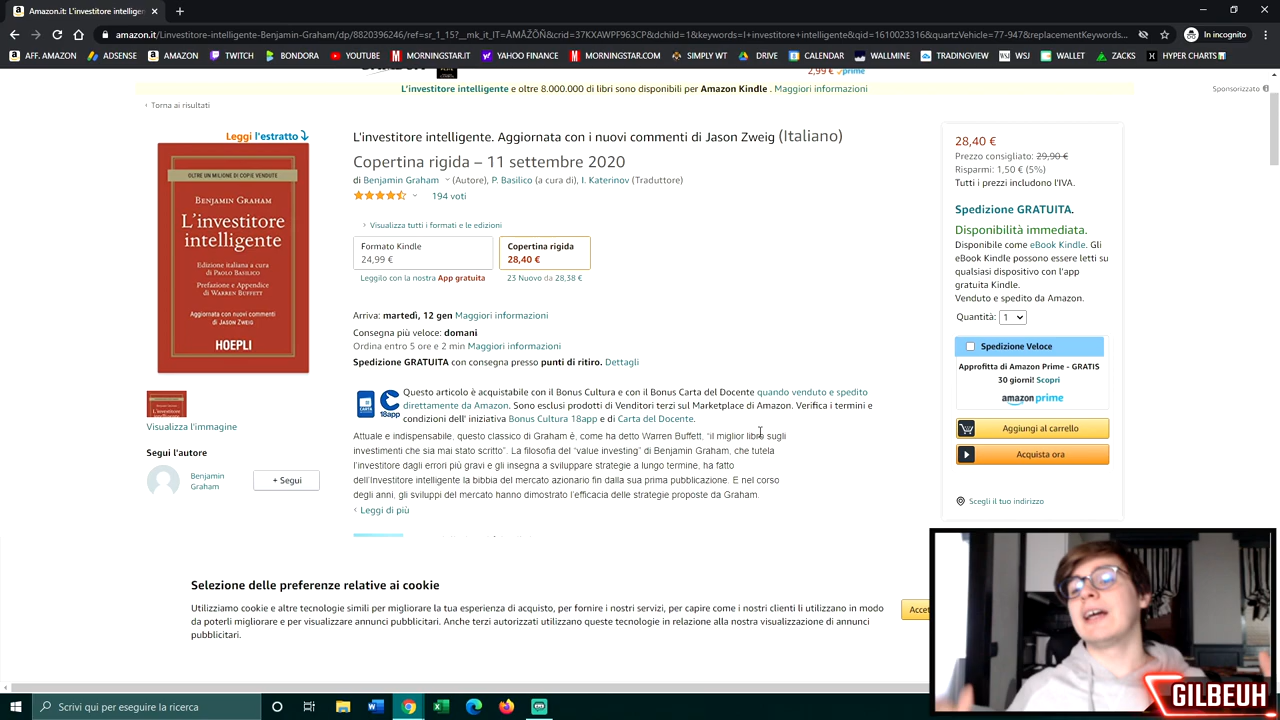 Amazon.it
In incognito
amazon.it/Linvestitore-Intelligente-Benjamin-Graham/dp/8820396246/ref=sr_1_15?__mk_it_IT=ÅMÅŽÕÑ&crid=37KXAWPF963CP&dchild=1&keywords=l+investitore+intelligente&qid=1610023316&quartzVehicle=77-947&replacementKeywords...
AFF. AMAZON ADSENSE AMAZON TWITCH BONDORA YOUTUBE MORNINGSTAR.IT YAHOO FINANCE MORNINGSTAR.COM SIMPLY WT DRIVE CALENDAR WALLMINE TRADINGVIEW WSJ WALLET ZACKS HYPER CHARTS
2,99 € prime
L'investitore intelligente e oltre 8.000.000 di libri sono disponibili per Amazon Kindle . Maggiori informazioni
Sponsorizzato
‹ Torna ai risultati
Leggi l'estratto
OLTRE UN MILIONE DI COPIE VENDUTE
BENJAMIN GRAHAM
L'investitore
intelligente
Edizione italiana a cura
di PAOLO BASILICO
Prefazione e Appendice
di WARREN BUFFETT
Aggiornata con nuovi commenti
di JASON ZWEIG
HOEPLI
Visualizza l'immagine
Segui l'autore
Benjamin
Graham
+ Segui
L'investitore intelligente. Aggiornata con i nuovi commenti di Jason Zweig (Italiano)
Copertina rigida – 11 settembre 2020
di Benjamin Graham (Autore), P. Basilico (a cura di), I. Katerinov (Traduttore)
194 voti
› Visualizza tutti i formati e le edizioni
Formato Kindle
24,99 €
Copertina rigida
28,40 €
Leggilo con la nostra App gratuita
23 Nuovo da 28,38 €
Arriva: martedì, 12 gen Maggiori informazioni
Consegna più veloce: domani
Ordina entro 5 ore e 2 min Maggiori informazioni
Spedizione GRATUITA con consegna presso punti di ritiro. Dettagli
CARTA
18app
Questo articolo è acquistabile con il Bonus Cultura e con il Bonus Carta del Docente quando venduto e spedito
direttamente da Amazon. Sono esclusi prodotti di Venditori terzi sul Marketplace di Amazon. Verifica i termini e
condizioni dell' iniziativa Bonus Cultura 18app e di Carta del Docente.
Attuale e indispensabile, questo classico di Graham è, come ha detto Warren Buffett, “il miglior libro sugli
investimenti che sia mai stato scritto”. La filosofia del “value investing” di Benjamin Graham, che tutela
l'investitore dagli errori più gravi e gli insegna a sviluppare strategie a lungo termine, ha fatto
dell'Investitore intelligente la bibbia del mercato azionario fin dalla sua prima pubblicazione. E nel corso
degli anni, gli sviluppi del mercato hanno dimostrato l'efficacia delle strategie proposte da Graham.
‹ Leggi di più
28,40 €
Prezzo consigliato: 29,90 €
Risparmi: 1,50 € (5%)
Tutti i prezzi includono l'IVA.
Spedizione GRATUITA.
Disponibilità immediata.
Disponibile come eBook Kindle. Gli
eBook Kindle possono essere letti su
qualsiasi dispositivo con l'app
gratuita Kindle.
Venduto e spedito da Amazon.
Quantità: 1
Spedizione Veloce
Approfitta di Amazon Prime - GRATIS
30 giorni! Scopri
amazon prime
Aggiungi al carrello
Acquista ora
Scegli il tuo indirizzo
Selezione delle preferenze relative ai cookie
Utilizziamo cookie e altre tecnologie simili per migliorare la tua esperienza di acquisto, per fornire i nostri servizi, per capire come i nostri clienti li utilizzano in modo
da poterli migliorare e per visualizzare annunci pubblicitari. Anche terzi autorizzati utilizzano queste tecnologie in relazione alla nostra visualizzazione di annunci
pubblicitari.
Accet
GILBEUH
Scrivi qui per eseguire la ricerca